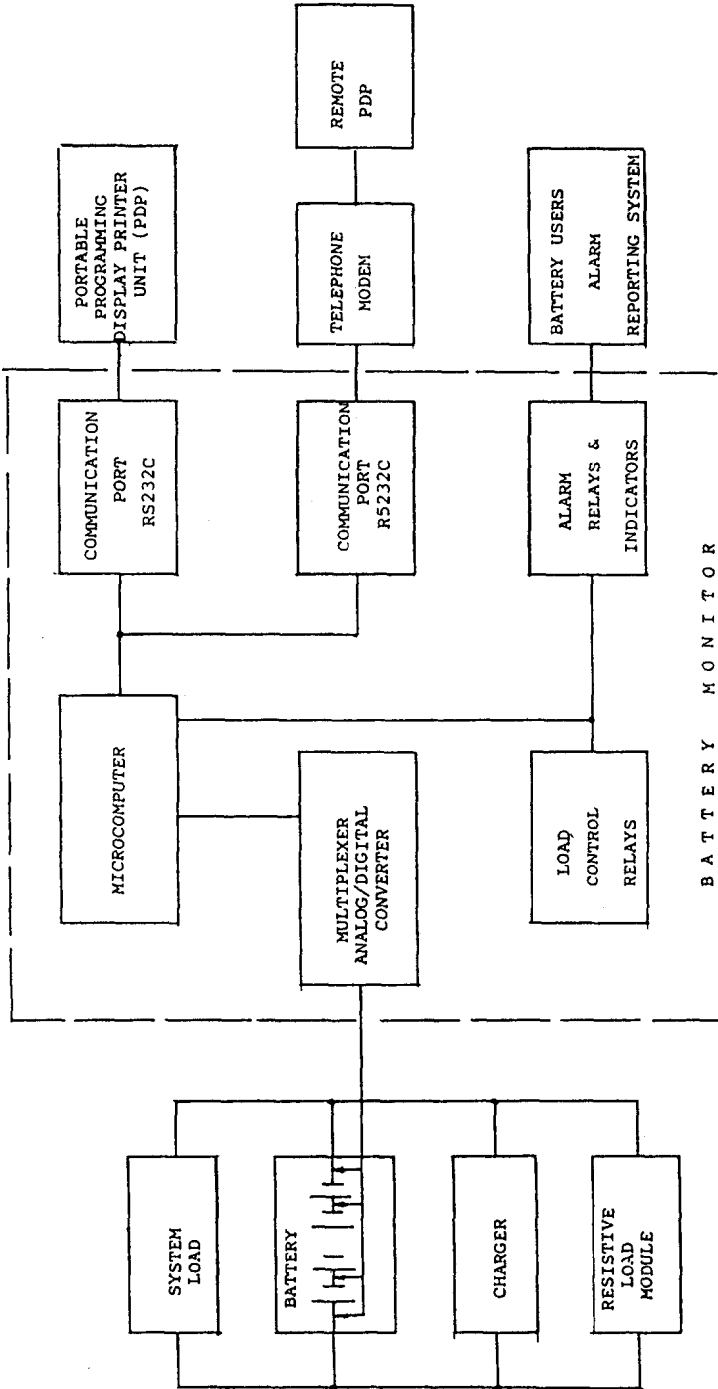 PORTABLE
PROGRAMMING
DISPLAY PRINTER
UNIT (PDP)
REMOTE
PDP
TELEPHONE
MODEM
BATTERY USERS
ALARM
REPORTING SYSTEM
COMMUNICATION
PORT
RS232C
COMMUNICATION
PORT
R5232C
ALARM
RELAYS &
INDICATORS
MICROCOMPUTER
MULTIPLEXER
ANALOG/DIGITAL
CONVERTER
LOAD
CONTROL
RELAYS
BATTERY MONITOR
SYSTEM
LOAD
BATTERY
CHARGER
RESISTIVE
LOAD
MODULE